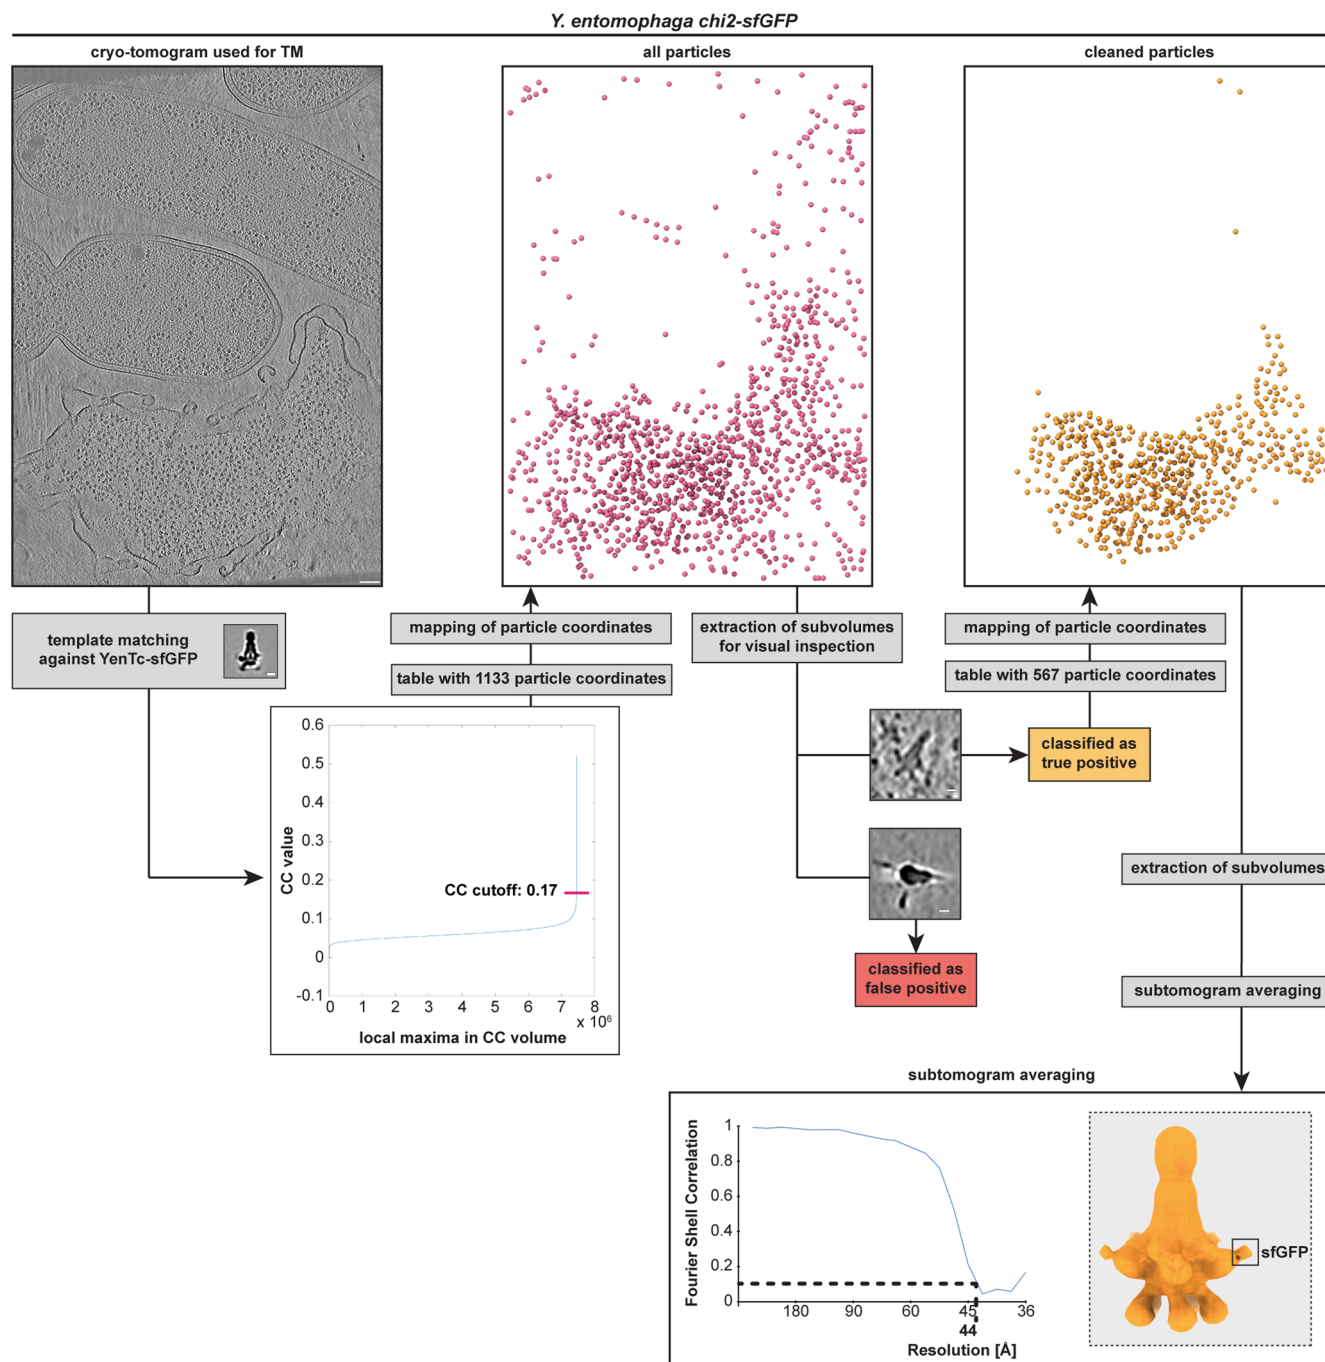 Y. entomophaga chi2-sfGFP
cryo-tomogram used for TM
all particles
cleaned particles
template matching
against YenTc-sfGFP
mapping of particle coordinates
table with 1133 particle coordinates
extraction of subvolumes
for visual inspection
mapping of particle coordinates
table with 567 particle coordinates
classified as
true positive
classified as
false positive
extraction of subvolumes
subtomogram averaging
CC value
0.6
0.5
0.4
0.3
0.2
0.1
0
-0.1
CC cutoff: 0.17
0 1 2 3 4 5 6 7 8
x 10⁶
local maxima in CC volume
subtomogram averaging
Fourier Shell Correlation
1
0.8
0.6
0.4
0.2
0
180 90 60 45 36
44
Resolution [Å]
sfGFP